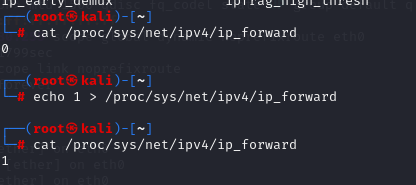 ip_early_demux ipfrag_high_thresh
┌──(root㉿kali)-[~]
└─# cat /proc/sys/net/ipv4/ip_forward
0
┌──(root㉿kali)-[~]
└─# echo 1 > /proc/sys/net/ipv4/ip_forward
┌──(root㉿kali)-[~]
└─# cat /proc/sys/net/ipv4/ip_forward
1